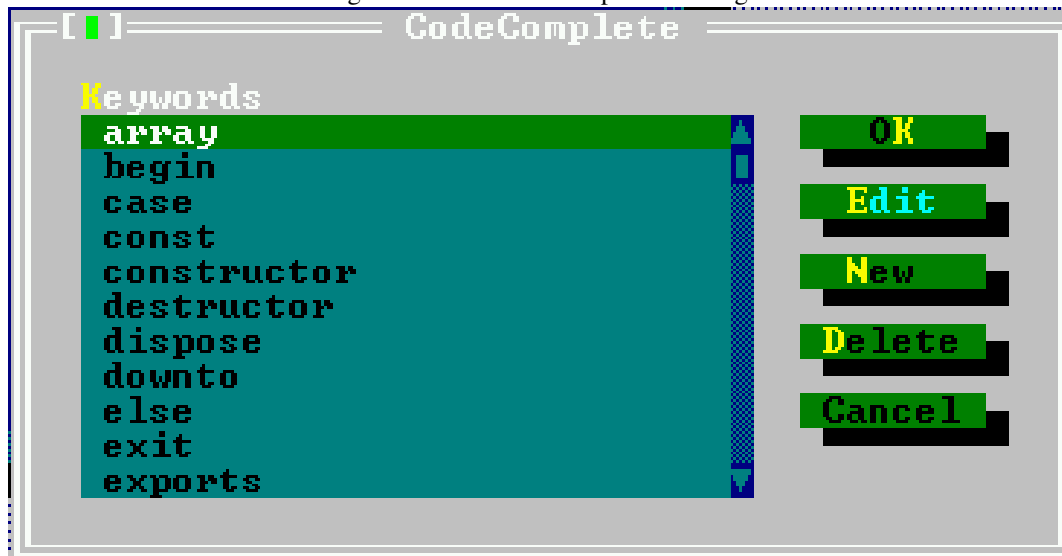 CodeComplete
Keywords
array
begin
case
const
constructor
destructor
dispose
downto
else
exit
exports
OK
Edit
New
Delete
Cancel